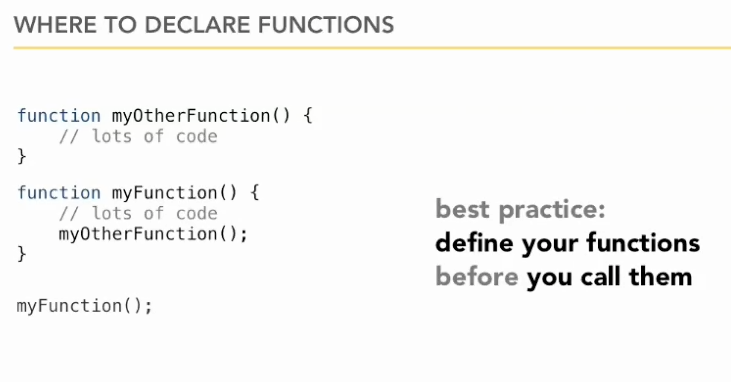 WHERE TO DECLARE FUNCTIONS
function myOtherFunction() {
    // lots of code
}
function myFunction() {
    // lots of code
    myOtherFunction();
}
myFunction();
best practice:
define your functions
before you call them